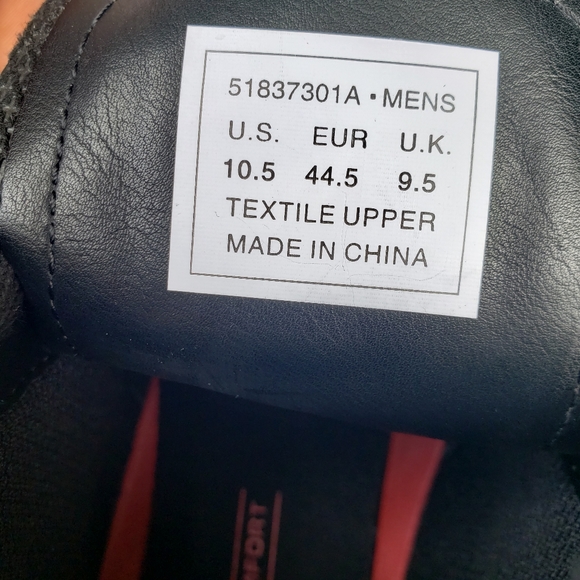 51837301A • MENS
U.S. EUR U.K.
10.5 44.5 9.5
TEXTILE UPPER
MADE IN CHINA